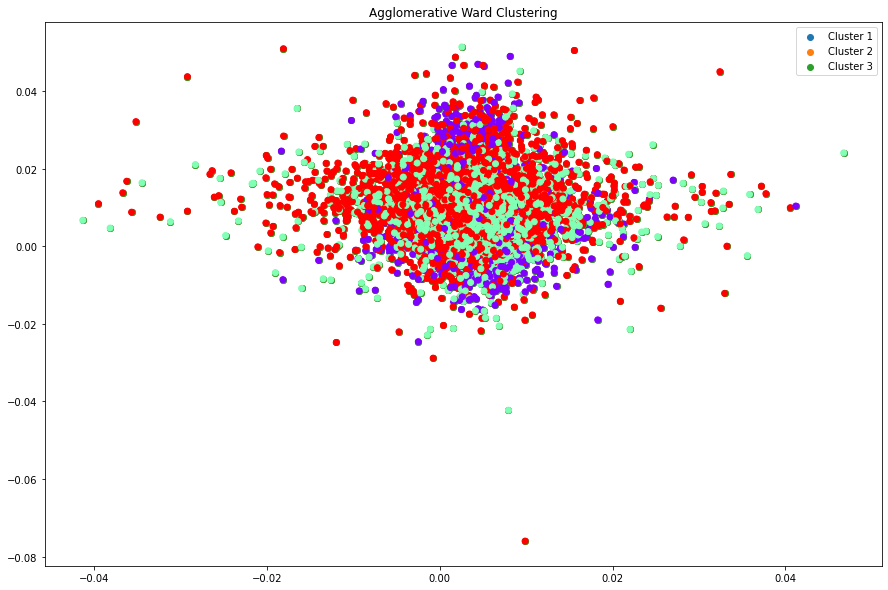 Agglomerative Ward Clustering
Cluster 1
Cluster 2
Cluster 3
0.04
0.02
0.00
−0.02
−0.04
−0.06
−0.08
−0.04 −0.02 0.00 0.02 0.04